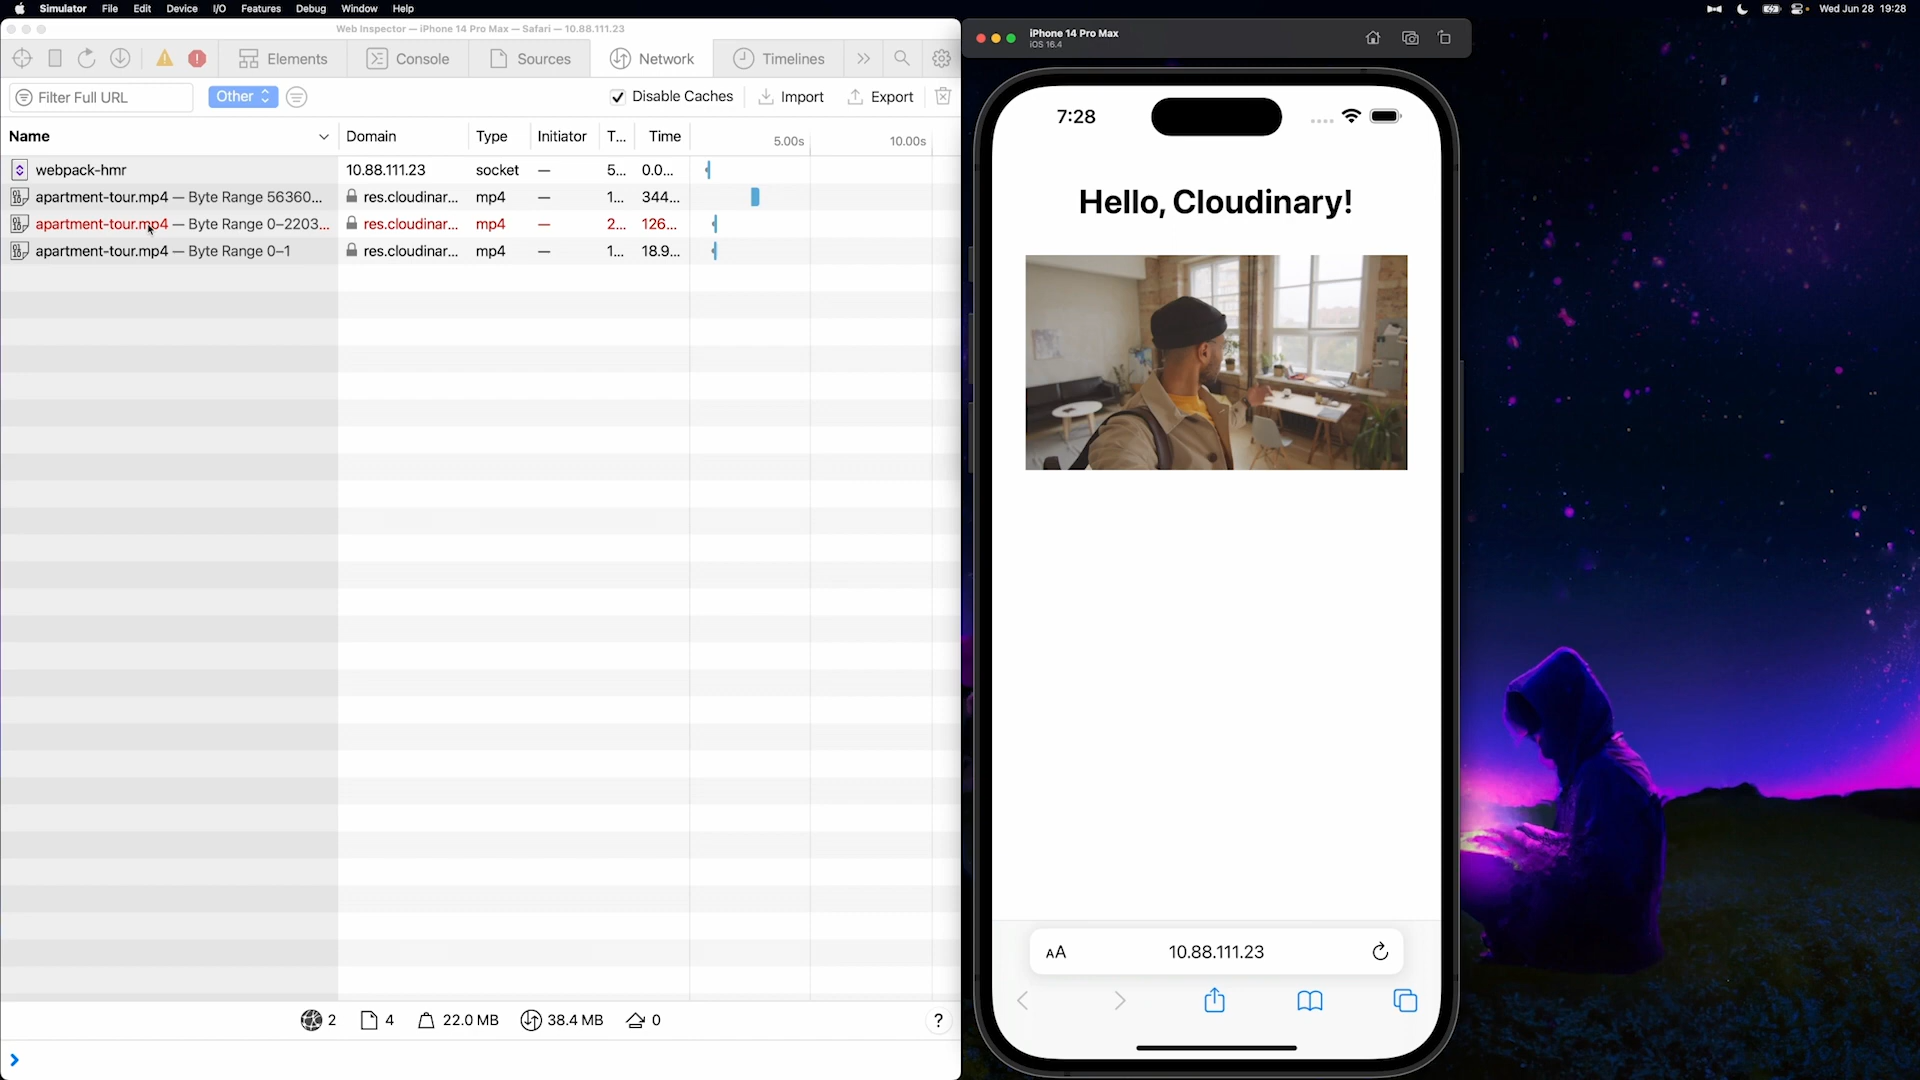 Simulator File Edit Device I/O Features Debug Window Help
Wed Jun 28 19:28
Web Inspector — iPhone 14 Pro Max — Safari — 10.88.111.23
Elements Console Sources Network Timelines
Filter Full URL Other Disable Caches Import Export
Name Domain Type Initiator T... Time 5.00s 10.00s
webpack-hmr 10.88.111.23 socket — 5... 0.0...
apartment-tour.mp4 — Byte Range 56360... res.cloudinar... mp4 — 1... 344...
apartment-tour.mp4 — Byte Range 0–2203... res.cloudinar... mp4 — 2... 126...
apartment-tour.mp4 — Byte Range 0–1 res.cloudinar... mp4 — 1... 18.9...
2 4 22.0 MB 38.4 MB 0 ?
iPhone 14 Pro Max
iOS 16.4
7:28
Hello, Cloudinary!
AA 10.88.111.23